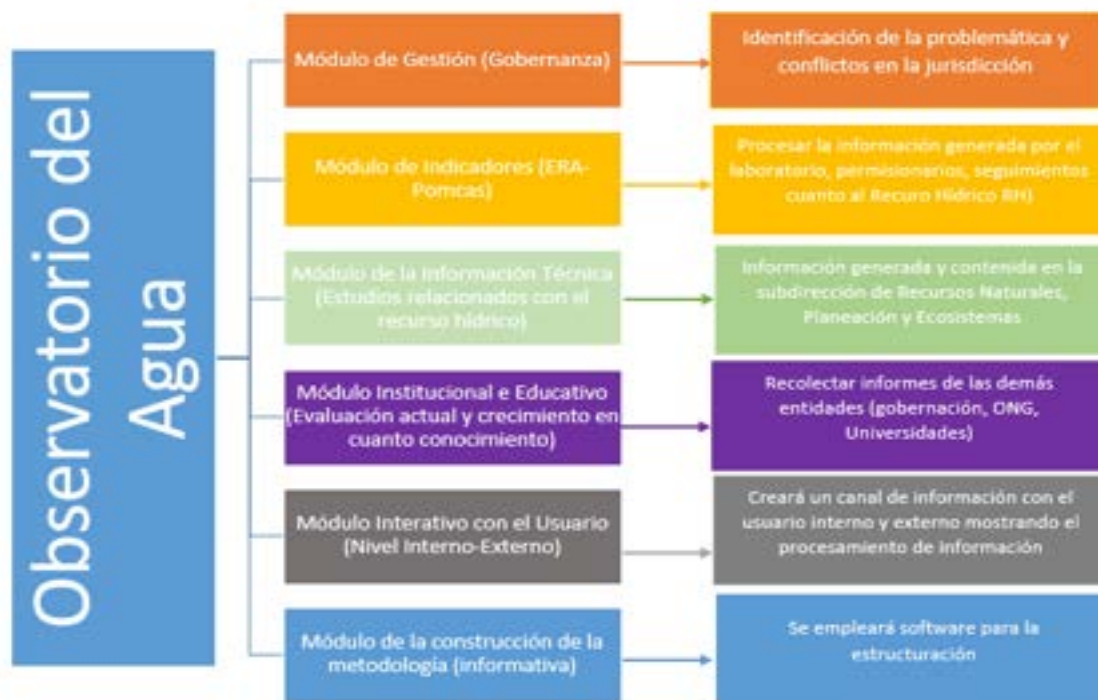 Observatorio del
Agua
Módulo de Gestión (Gobernanza)
Identificación de la problemática y
conflictos en la jurisdicción
Módulo de Indicadores (ERA-
Pomcas)
Procesar la información generada por el
laboratorio, permisionarios, seguimientos
cuanto al Recuro Hídrico RH)
Módulo de la Información Técnica
(Estudios relacionados con el
recurso hídrico)
Información generada y contenida en la
subdirección de Recursos Naturales,
Planeación y Ecosistemas
Módulo Institucional e Educativo
(Evaluación actual y crecimiento en
cuanto conocimiento)
Recolectar informes de las demás
entidades (gobernación, ONG,
Universidades)
Módulo Interativo con el Usuario
(Nivel Interno-Externo)
Creará un canal de información con el
usuario interno y externo mostrando el
procesamiento de información
Módulo de la construcción de la
metodología (informativa)
Se empleará software para la
estructuración